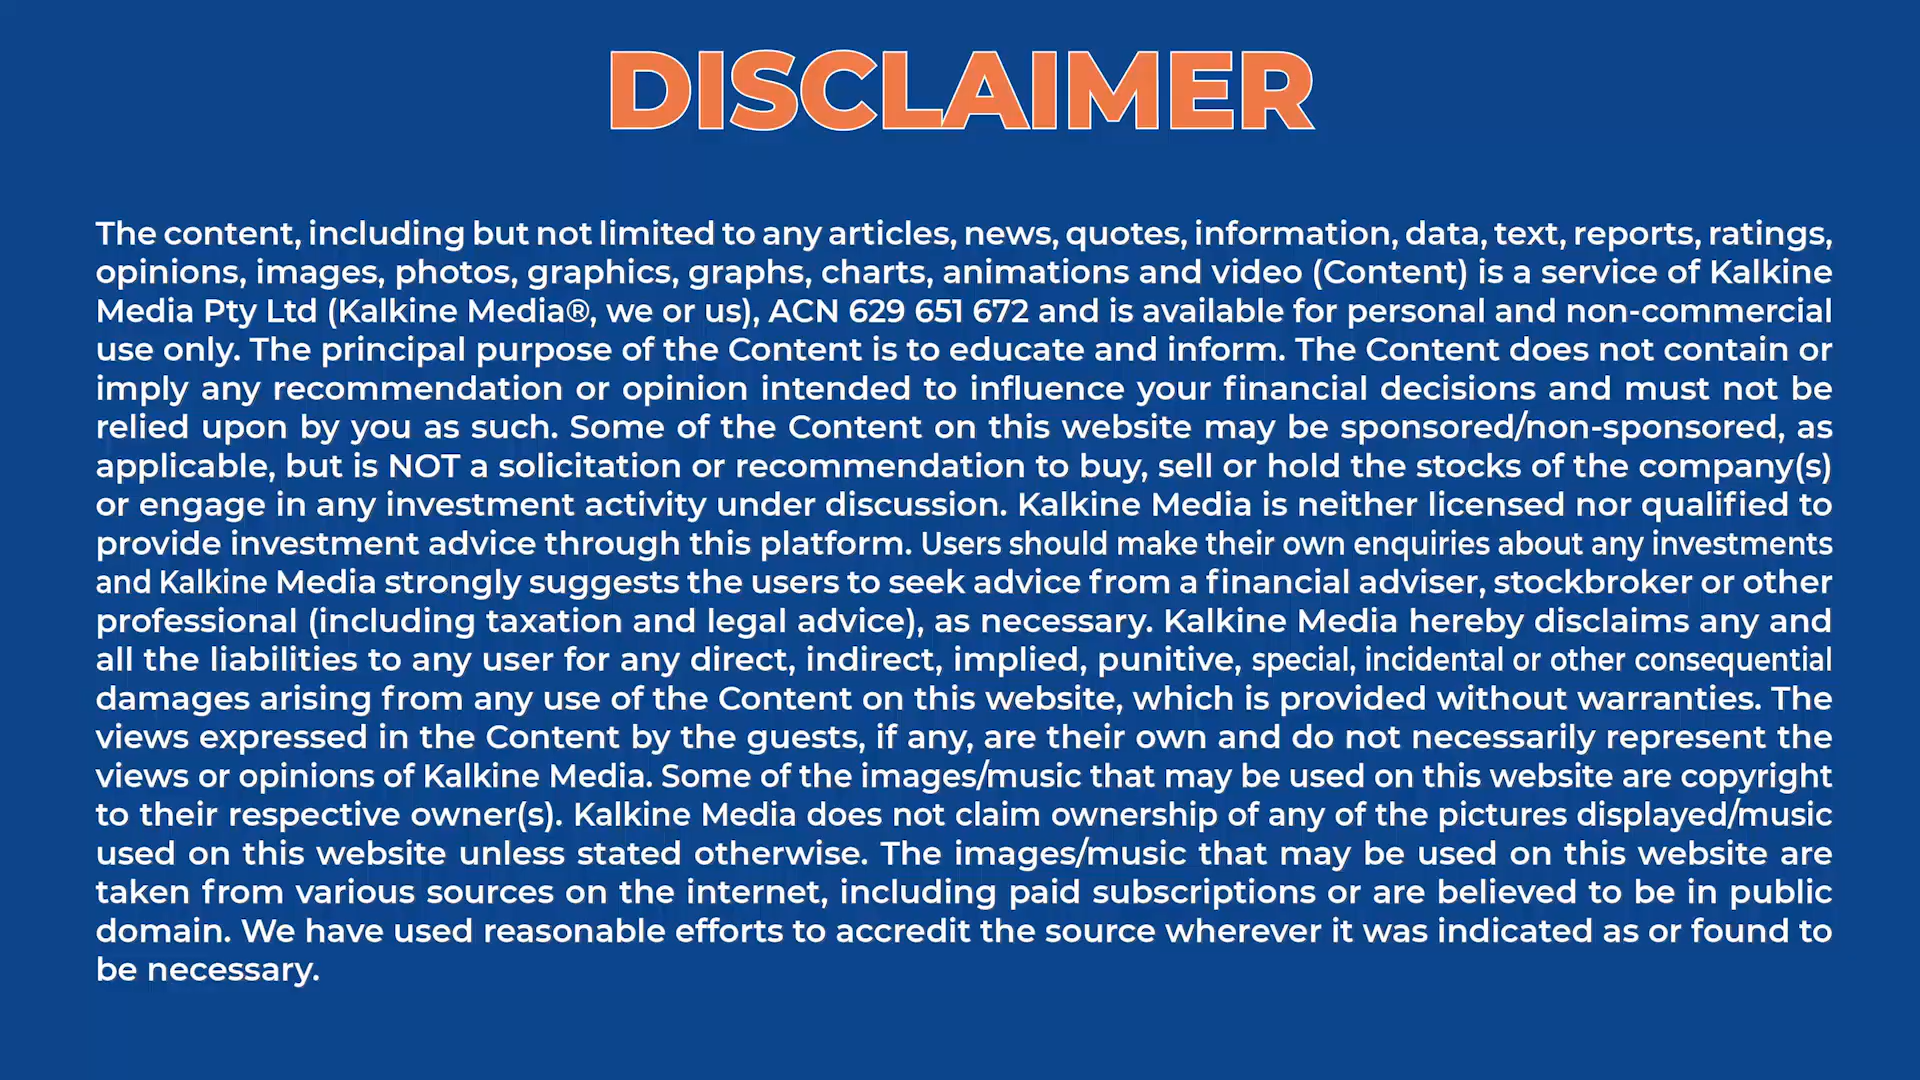 DISCLAIMER
The content, including but not limited to any articles, news, quotes, information, data, text, reports, ratings,
opinions, images, photos, graphics, graphs, charts, animations and video (Content) is a service of Kalkine
Media Pty Ltd (Kalkine Media®, we or us), ACN 629 651 672 and is available for personal and non-commercial
use only. The principal purpose of the Content is to educate and inform. The Content does not contain or
imply any recommendation or opinion intended to influence your financial decisions and must not be
relied upon by you as such. Some of the Content on this website may be sponsored/non-sponsored, as
applicable, but is NOT a solicitation or recommendation to buy, sell or hold the stocks of the company(s)
or engage in any investment activity under discussion. Kalkine Media is neither licensed nor qualified to
provide investment advice through this platform. Users should make their own enquiries about any investments
and Kalkine Media strongly suggests the users to seek advice from a financial adviser, stockbroker or other
professional (including taxation and legal advice), as necessary. Kalkine Media hereby disclaims any and
all the liabilities to any user for any direct, indirect, implied, punitive, special, incidental or other consequential
damages arising from any use of the Content on this website, which is provided without warranties. The
views expressed in the Content by the guests, if any, are their own and do not necessarily represent the
views or opinions of Kalkine Media. Some of the images/music that may be used on this website are copyright
to their respective owner(s). Kalkine Media does not claim ownership of any of the pictures displayed/music
used on this website unless stated otherwise. The images/music that may be used on this website are
taken from various sources on the internet, including paid subscriptions or are believed to be in public
domain. We have used reasonable efforts to accredit the source wherever it was indicated as or found to
be necessary.